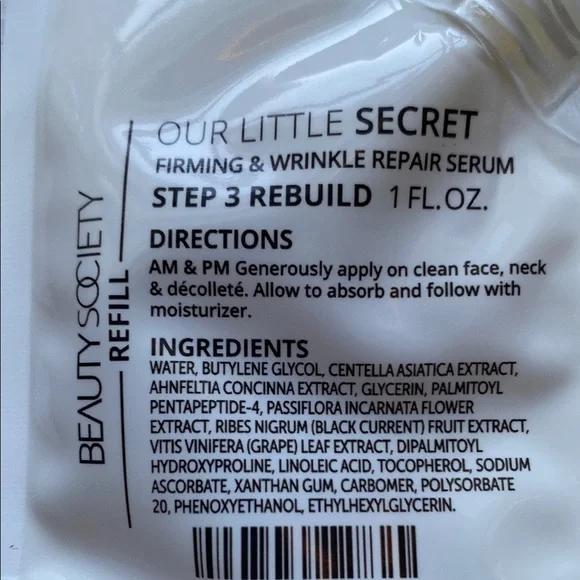 OUR LITTLE SECRET
FIRMING & WRINKLE REPAIR SERUM
STEP 3 REBUILD 1 FL. OZ.
DIRECTIONS
AM & PM Generously apply on clean face, neck
& décolleté. Allow to absorb and follow with
moisturizer.
INGREDIENTS
WATER, BUTYLENE GLYCOL, CENTELLA ASIATICA EXTRACT,
AHNFELTIA CONCINNA EXTRACT, GLYCERIN, PALMITOYL
PENTAPEPTIDE-4, PASSIFLORA INCARNATA FLOWER
EXTRACT, RIBES NIGRUM (BLACK CURRENT) FRUIT EXTRACT,
VITIS VINIFERA (GRAPE) LEAF EXTRACT, DIPALMITOYL
HYDROXYPROLINE, LINOLEIC ACID, TOCOPHEROL, SODIUM
ASCORBATE, XANTHAN GUM, CARBOMER, POLYSORBATE
20, PHENOXYETHANOL, ETHYLHEXYLGLYCERIN.
BEAUTY SOCIETY
REFILL